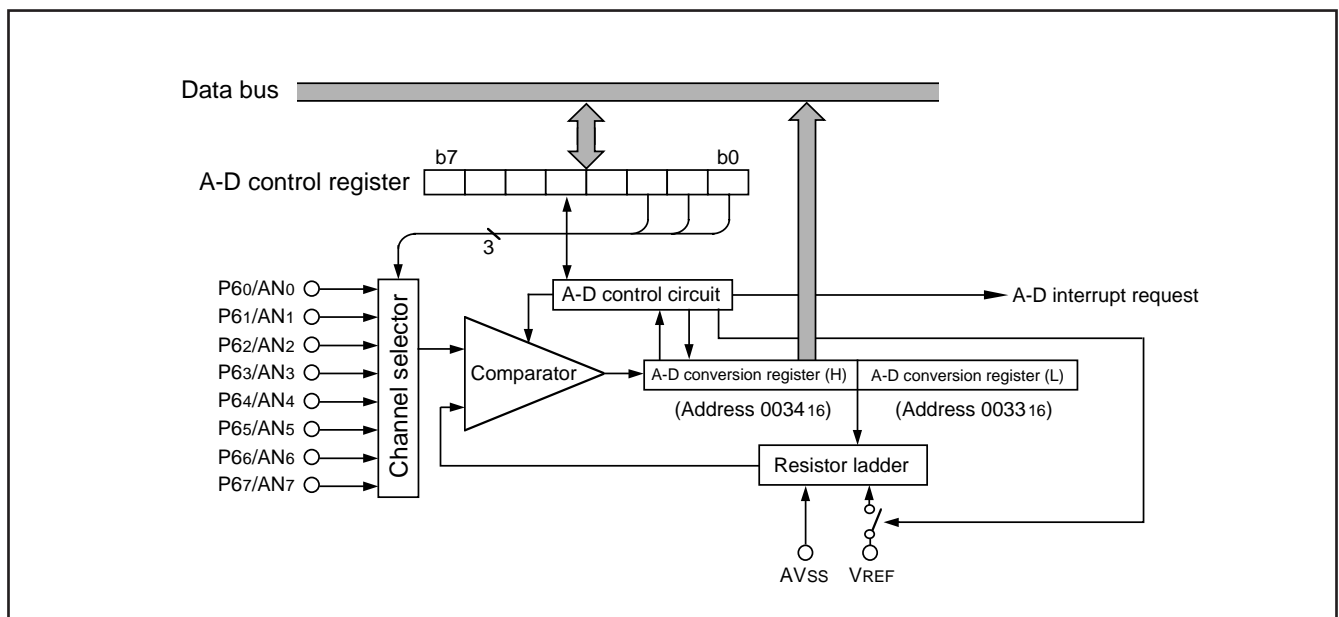 Data bus
b7 b0
A-D control register
3
P60/AN0
A-D control circuit
A-D interrupt request
P61/AN1
P62/AN2
P63/AN3
P64/AN4
P65/AN5
P66/AN6
P67/AN7
Channel selector
Comparator
A-D conversion register (H) A-D conversion register (L)
(Address 003416) (Address 003316)
Resistor ladder
AVSS VREF